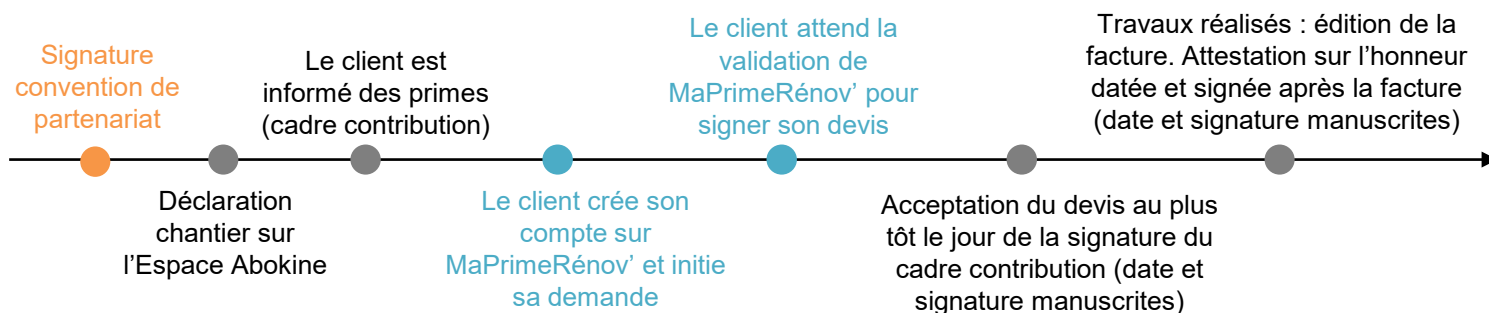 Signature
convention de
partenariat
Déclaration
chantier sur
l’Espace Abokine
Le client est
informé des primes
(cadre contribution)
Le client crée son
compte sur
MaPrimeRénov’ et initie
sa demande
Le client attend la
validation de
MaPrimeRénov’ pour
signer son devis
Acceptation du devis au plus
tôt le jour de la signature du
cadre contribution (date et
signature manuscrites)
Travaux réalisés : édition de la
facture. Attestation sur l’honneur
datée et signée après la facture
(date et signature manuscrites)